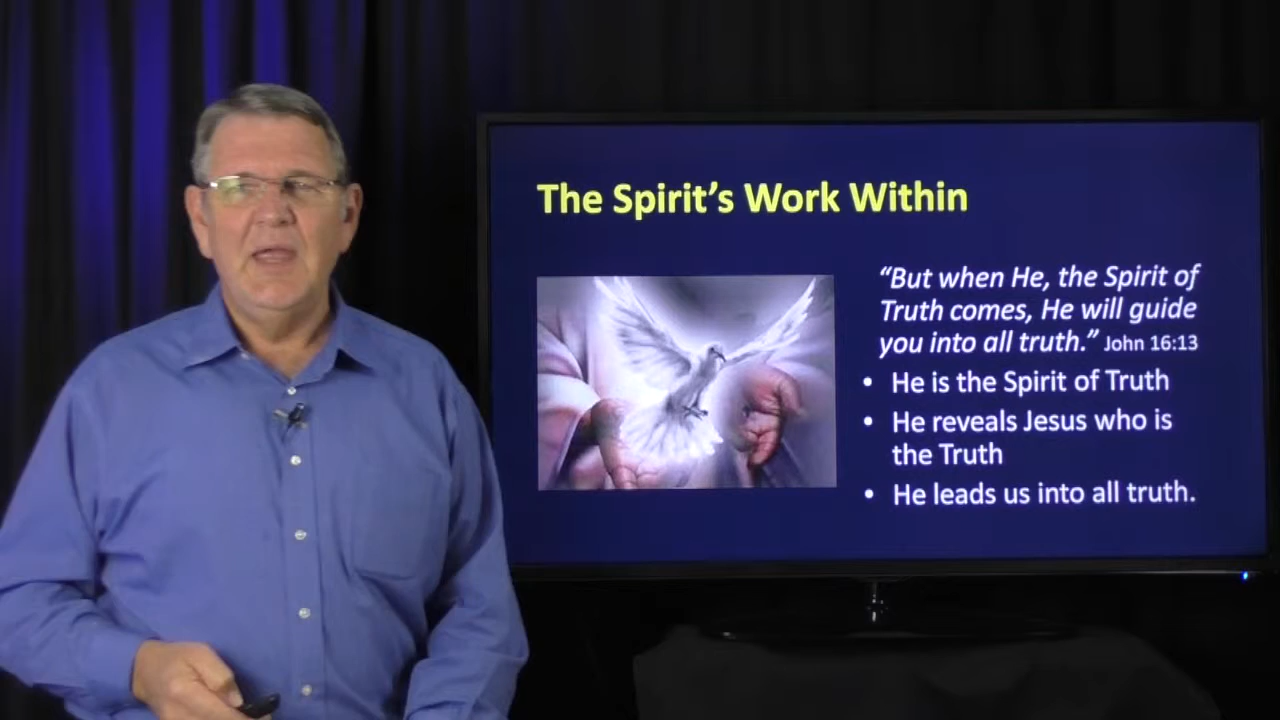 The Spirit's Work Within
“But when He, the Spirit of
Truth comes, He will guide
you into all truth.” John 16:13
• He is the Spirit of Truth
• He reveals Jesus who is
the Truth
• He leads us into all truth.